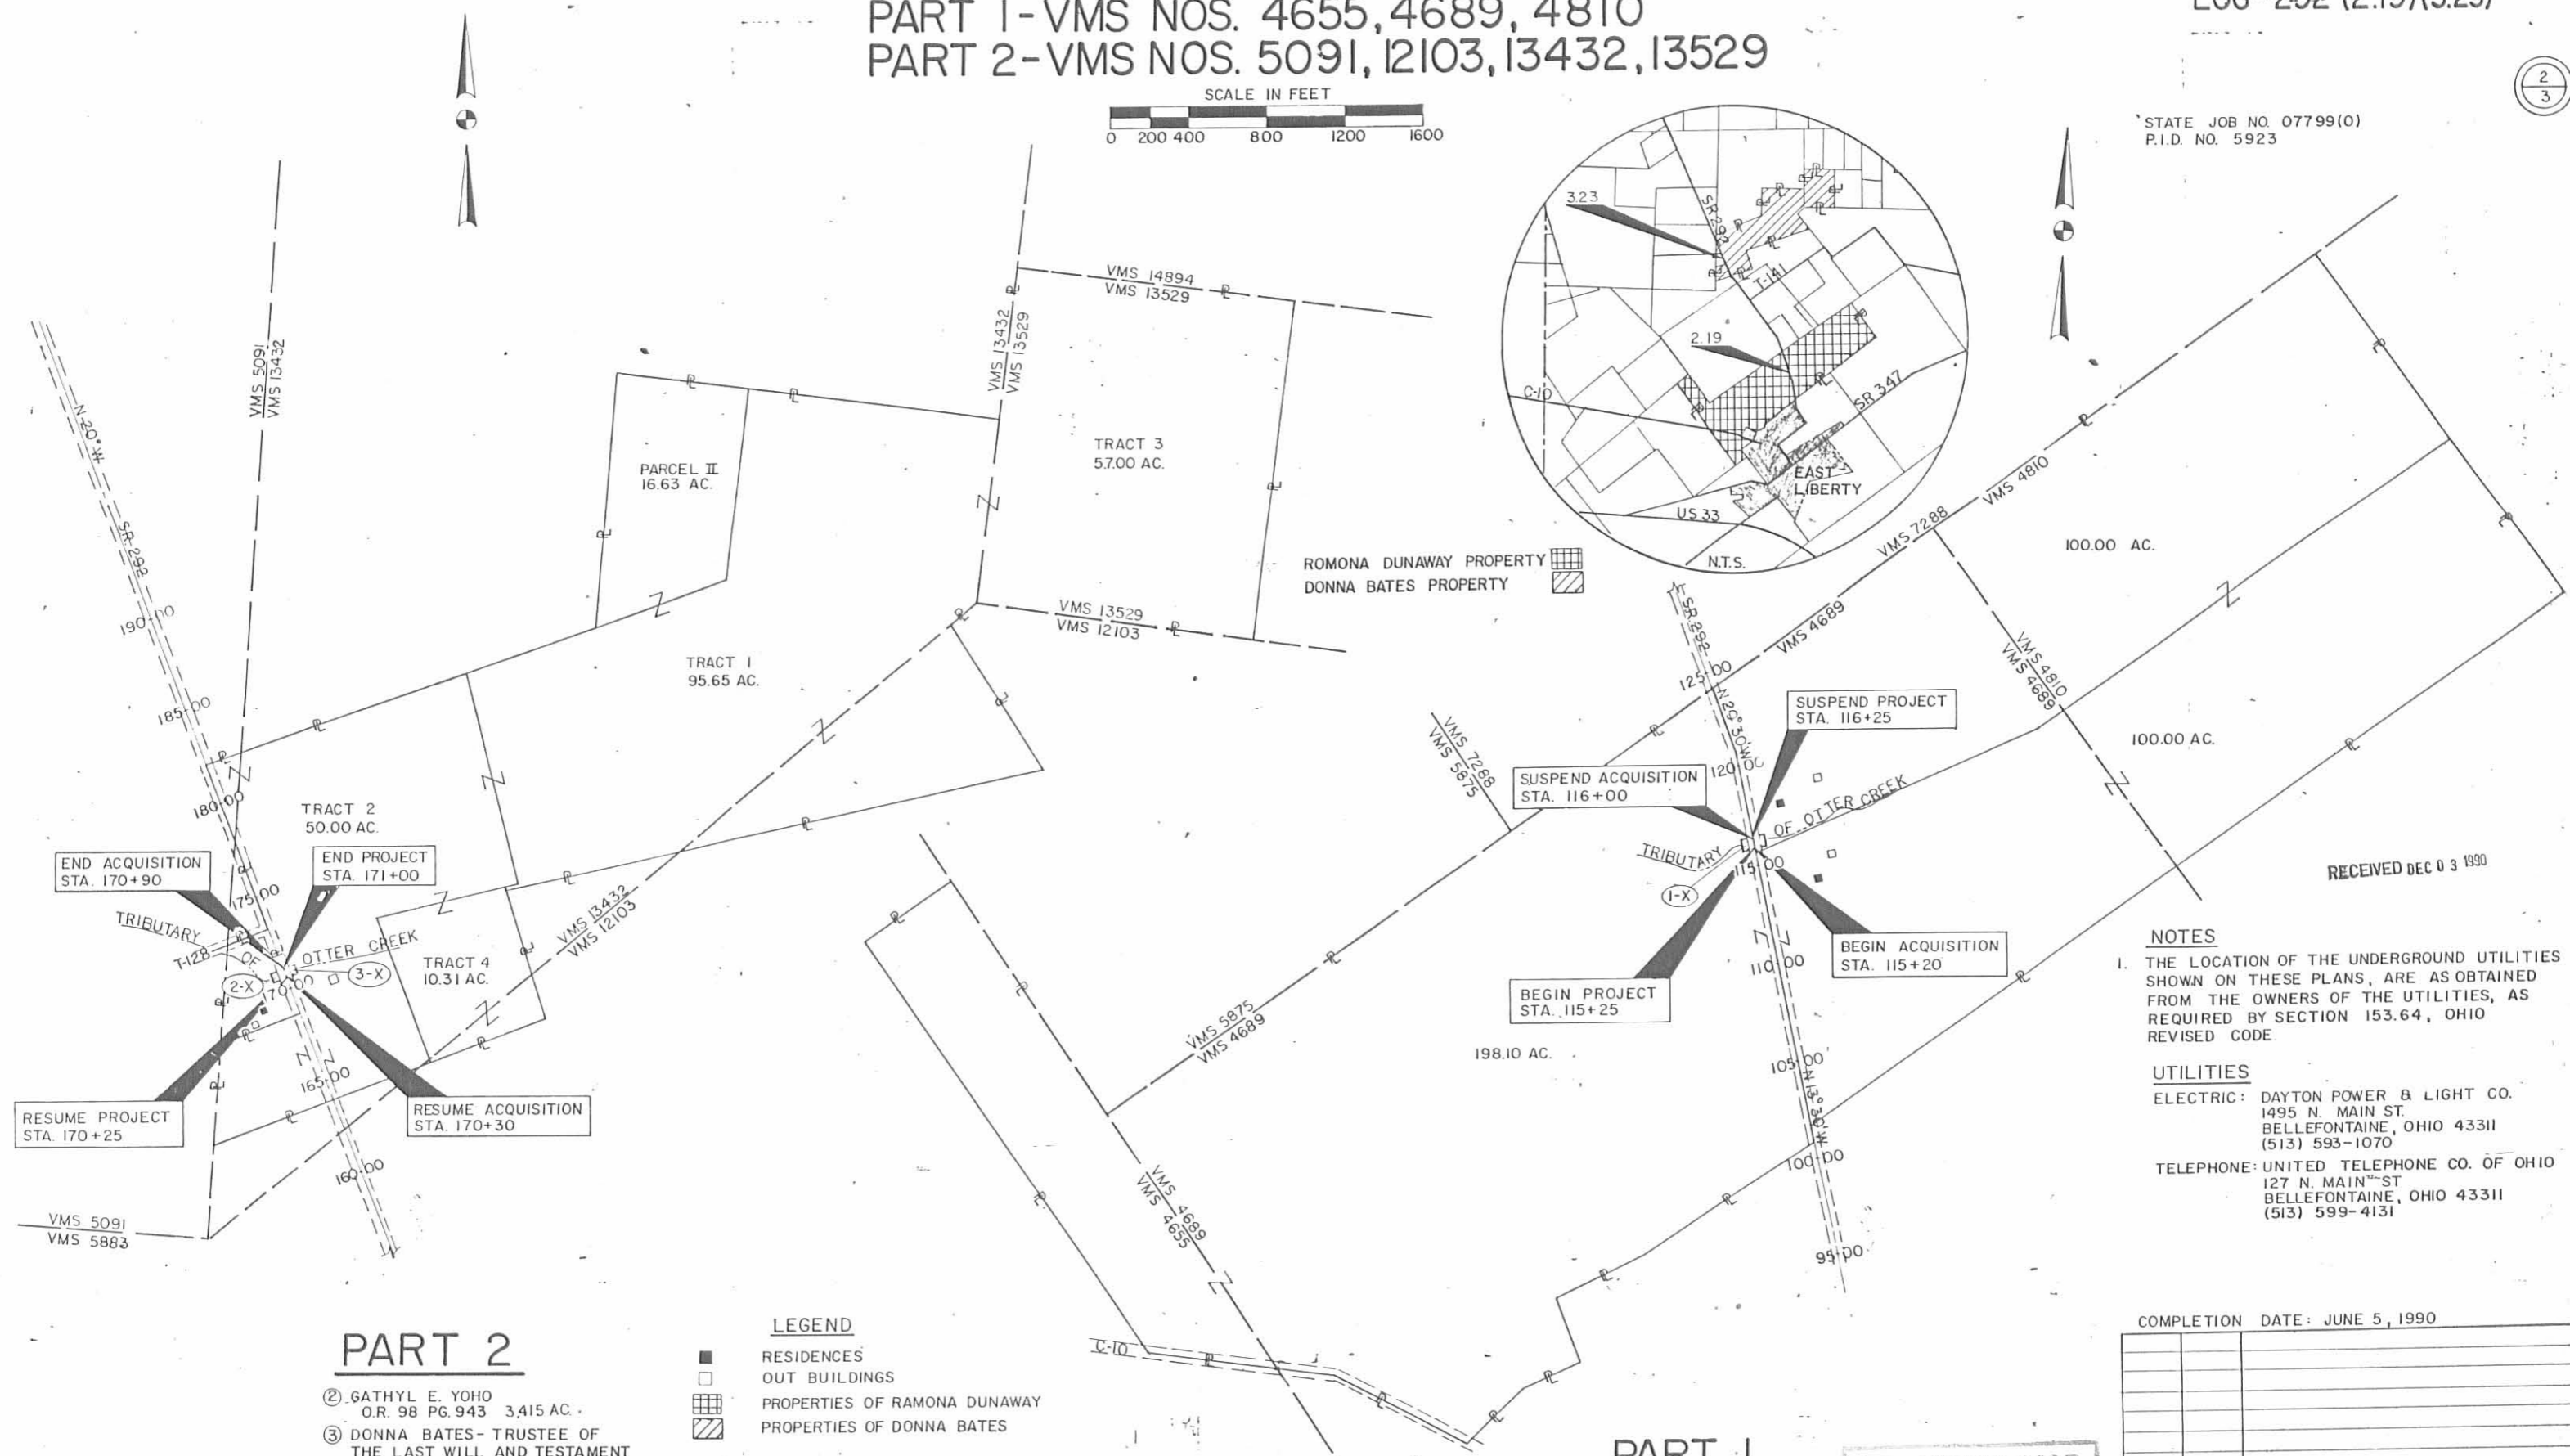 PART 1-VMS NOS. 4655, 4689, 4810
PART 2-VMS NOS. 5091, 12103, 13432, 13529
SCALE IN FEET
0 200 400 800 1200 1600
2
3
STATE JOB NO. 07799(0)
P.I.D. NO. 5923
VMS 5091
VMS 13432
N 20° W
SR 292
190+00
185+00
180+00
175+00
170+00
165+00
160+00
VMS 14894
VMS 13529
VMS 13432
VMS 13529
PARCEL II
16.63 AC.
TRACT 3
57.00 AC.
VMS 13529
VMS 12103
TRACT 1
95.65 AC.
TRACT 2
50.00 AC.
END ACQUISITION
STA. 170+90
END PROJECT
STA. 171+00
TRIBUTARY
OF
OTTER CREEK
T-128
2-X
3-X
TRACT 4
10.31 AC.
VMS 13432
VMS 12103
RESUME PROJECT
STA. 170+25
RESUME ACQUISITION
STA. 170+30
VMS 5091
VMS 5883
3.23
SR 292
T-141
2.19
C-10
SR 347
EAST
LIBERTY
US 33
N.T.S.
ROMONA DUNAWAY PROPERTY
DONNA BATES PROPERTY
VMS 7288
VMS 4810
VMS 4689
100.00 AC.
VMS 4810
VMS 4689
100.00 AC.
SR 292
125+00
N 29° 30' W
120+00
SUSPEND PROJECT
STA. 116+25
SUSPEND ACQUISITION
STA. 116+00
VMS 7288
VMS 5875
TRIBUTARY
OF OTTER CREEK
115+00
1-X
BEGIN ACQUISITION
STA. 115+20
BEGIN PROJECT
STA. 115+25
110+00
105+00
N 13° 30' W
100+00
95+00
VMS 5875
VMS 4689
198.10 AC.
VMS 4689
VMS 4655
C-10
RECEIVED DEC 03 1990
NOTES
1. THE LOCATION OF THE UNDERGROUND UTILITIES
SHOWN ON THESE PLANS, ARE AS OBTAINED
FROM THE OWNERS OF THE UTILITIES, AS
REQUIRED BY SECTION 153.64, OHIO
REVISED CODE.
UTILITIES
ELECTRIC: DAYTON POWER & LIGHT CO.
1495 N. MAIN ST.
BELLEFONTAINE, OHIO 43311
(513) 593-1070
TELEPHONE: UNITED TELEPHONE CO. OF OHIO
127 N. MAIN ST
BELLEFONTAINE, OHIO 43311
(513) 599-4131
COMPLETION DATE: JUNE 5, 1990
PART 2
2 GATHYL E. YOHO
O.R. 98 PG. 943 3.415 AC.
3 DONNA BATES- TRUSTEE OF
THE LAST WILL AND TESTAMENT
LEGEND
RESIDENCES
OUT BUILDINGS
PROPERTIES OF RAMONA DUNAWAY
PROPERTIES OF DONNA BATES
PART 1